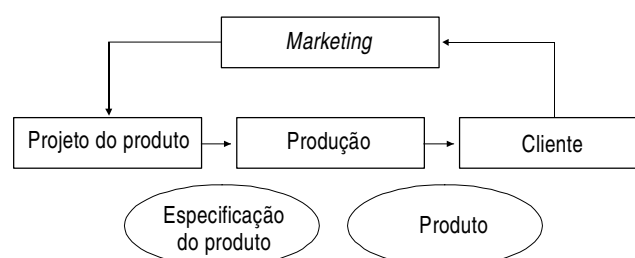 Marketing
Projeto do produto
Produção
Cliente
Especificação
do produto
Produto